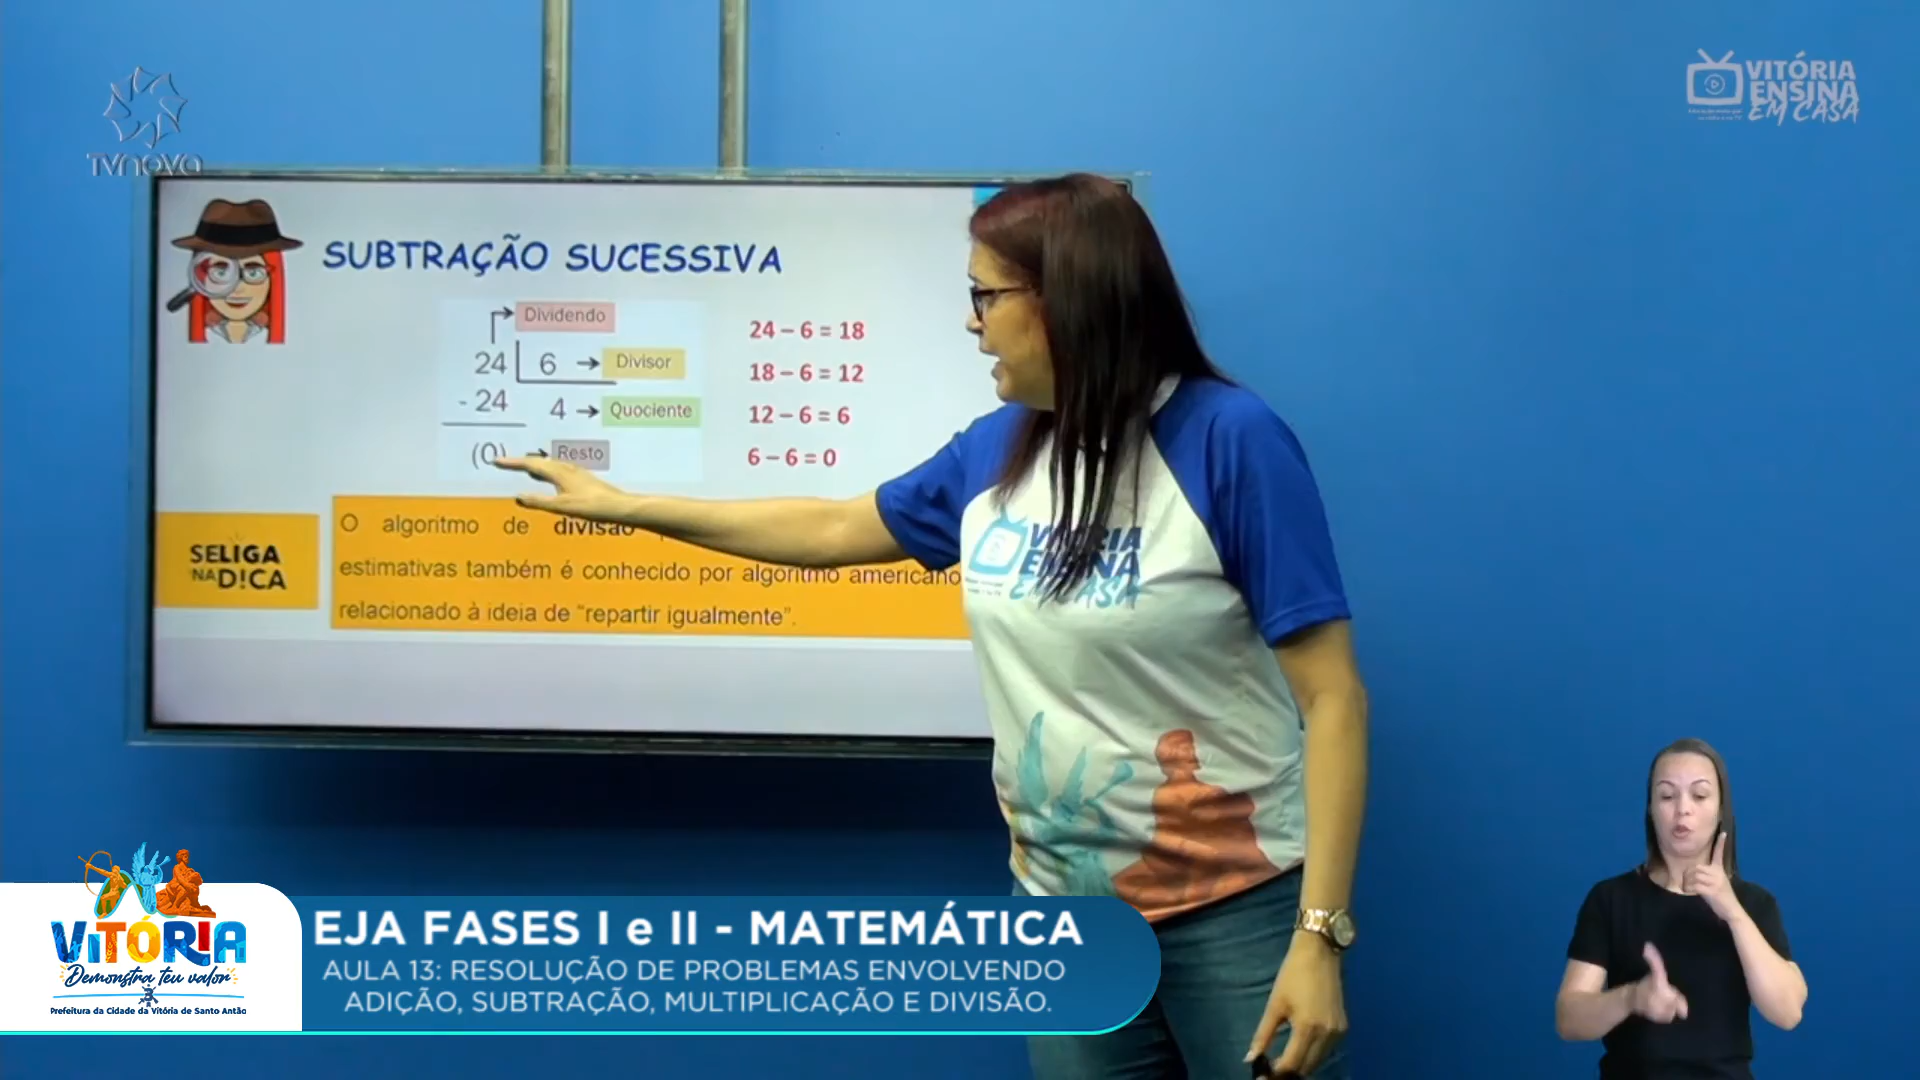 TVnova
VITÓRIA
ENSINA
EM CASA
SUBTRAÇÃO SUCESSIVA
Dividendo
24 6 → Divisor
- 24 4 → Quociente
(0) → Resto
24 – 6 = 18
18 – 6 = 12
12 – 6 = 6
6 – 6 = 0
SELIGA
NA D!CA
O algoritmo de divisão
estimativas também é conhecido por algoritmo americano
relacionado à ideia de “repartir igualmente”.
VITÓRIA
ENSINA
EM CASA
VITÓRIA
Demonstra teu valor
Prefeitura da Cidade da Vitória de Santo Antão
EJA FASES I e II - MATEMÁTICA
AULA 13: RESOLUÇÃO DE PROBLEMAS ENVOLVENDO
ADIÇÃO, SUBTRAÇÃO, MULTIPLICAÇÃO E DIVISÃO.